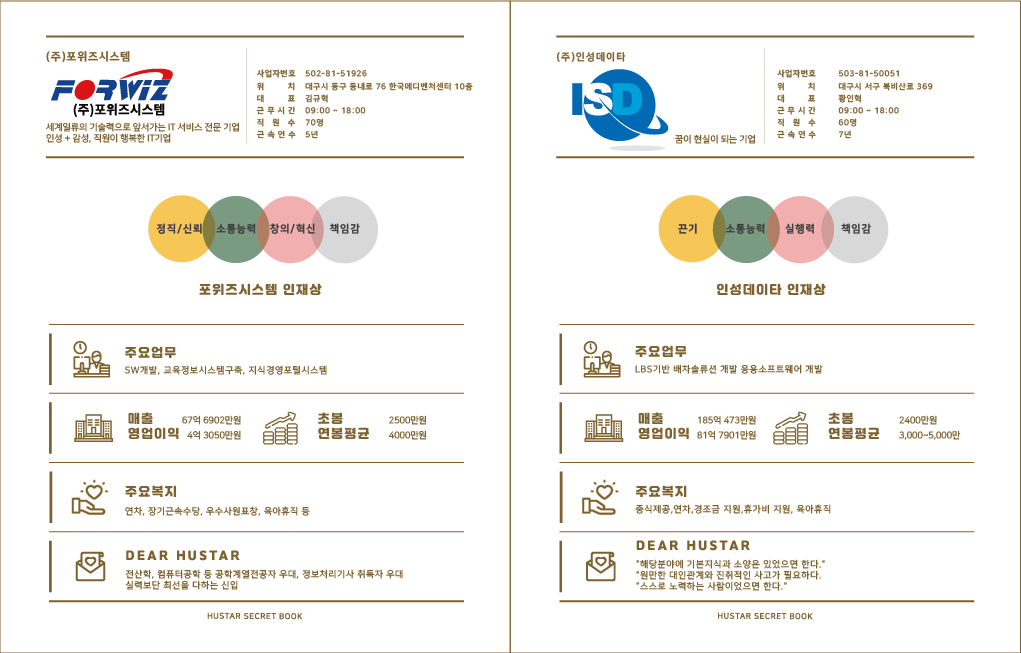 (주)포위즈시스템
FORWIZ
(주)포위즈시스템
세계일류의 기술력으로 앞서가는 IT 서비스 전문 기업
인성 + 감성, 직원이 행복한 IT기업
사업자번호 502-81-51926
위 치 대구시 동구 동내로 76 한국메디벤처센터 10층
대 표 김규혁
근무시간 09:00 ~ 18:00
직 원 수 70명
근속연수 5년
정직/신뢰 소통능력 창의/혁신 책임감
포위즈시스템 인재상
주요업무
SW개발, 교육정보시스템구축, 지식경영포털시스템
매출 67억 6902만원 초봉 2500만원
영업이익 4억 3050만원 연봉평균 4000만원
주요복지
연차, 장기근속수당, 우수사원표창, 육아휴직 등
DEAR HUSTAR
전산학, 컴퓨터공학 등 공학계열전공자 우대, 정보처리기사 취득자 우대
실력보단 최선을 다하는 신입
HUSTAR SECRET BOOK
(주)인성데이타
ISD
꿈이 현실이 되는 기업
사업자번호 503-81-50051
위 치 대구시 서구 북비산로 369
대 표 황인혁
근무시간 09:00 ~ 18:00
직 원 수 60명
근속연수 7년
끈기 소통능력 실행력 책임감
인성데이타 인재상
주요업무
LBS기반 배차솔류션 개발 응용소프트웨어 개발
매출 185억 473만원 초봉 2400만원
영업이익 81억 7901만원 연봉평균 3,000~5,000만
주요복지
중식제공,연차,경조금 지원,휴가비 지원, 육아휴직
DEAR HUSTAR
"해당분야에 기본지식과 소양은 있었으면 한다."
"원만한 대인관계와 진취적인 사고가 필요하다.
"스스로 노력하는 사람이었으면 한다."
HUSTAR SECRET BOOK